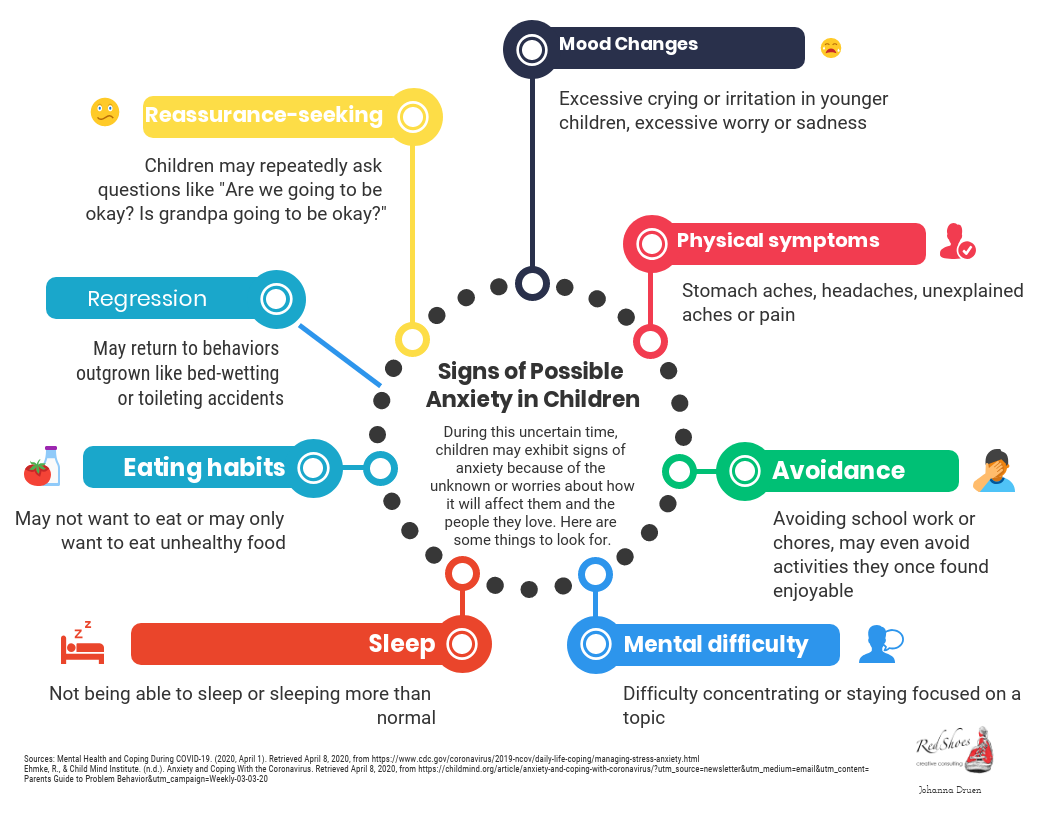 Mood Changes
Excessive crying or irritation in younger
children, excessive worry or sadness
Reassurance-seeking
Children may repeatedly ask
questions like "Are we going to be
okay? Is grandpa going to be okay?"
Physical symptoms
Stomach aches, headaches, unexplained
aches or pain
Regression
May return to behaviors
outgrown like bed-wetting
or toileting accidents
Signs of Possible
Anxiety in Children
During this uncertain time,
children may exhibit signs of
anxiety because of the
unknown or worries about how
it will affect them and the
people they love. Here are
some things to look for.
Eating habits
May not want to eat or may only
want to eat unhealthy food
Avoidance
Avoiding school work or
chores, may even avoid
activities they once found
enjoyable
z z
Sleep
Not being able to sleep or sleeping more than
normal
Mental difficulty
Difficulty concentrating or staying focused on a
topic
Sources: Mental Health and Coping During COVID-19. (2020, April 1). Retrieved April 8, 2020, from https://www.cdc.gov/coronavirus/2019-ncov/daily-life-coping/managing-stress-anxiety.html
Ehmke, R., & Child Mind Institute. (n.d.). Anxiety and Coping With the Coronavirus. Retrieved April 8, 2020, from https://childmind.org/article/anxiety-and-coping-with-coronavirus/?utm_source=newsletter&utm_medium=email&utm_content=
Parents Guide to Problem Behavior&utm_campaign=Weekly-03-03-20
Red Shoes
creative consulting
Johanna Druen